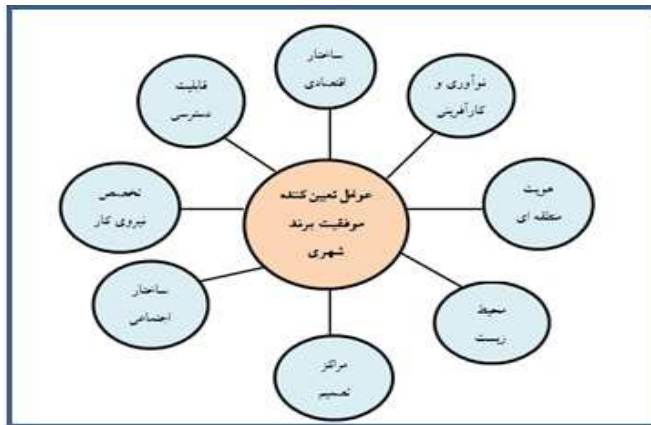 ساختار
اقتصادی
نوآوری و
کارآفرینی
هویت
منطقه ای
محیط
زیست
مراکز
تصمیم
ساختار
اجتماعی
تخصص
نیروی کار
قابلیت
دسترسی
عوامل تعیین کننده
موفقیت برند
شهری